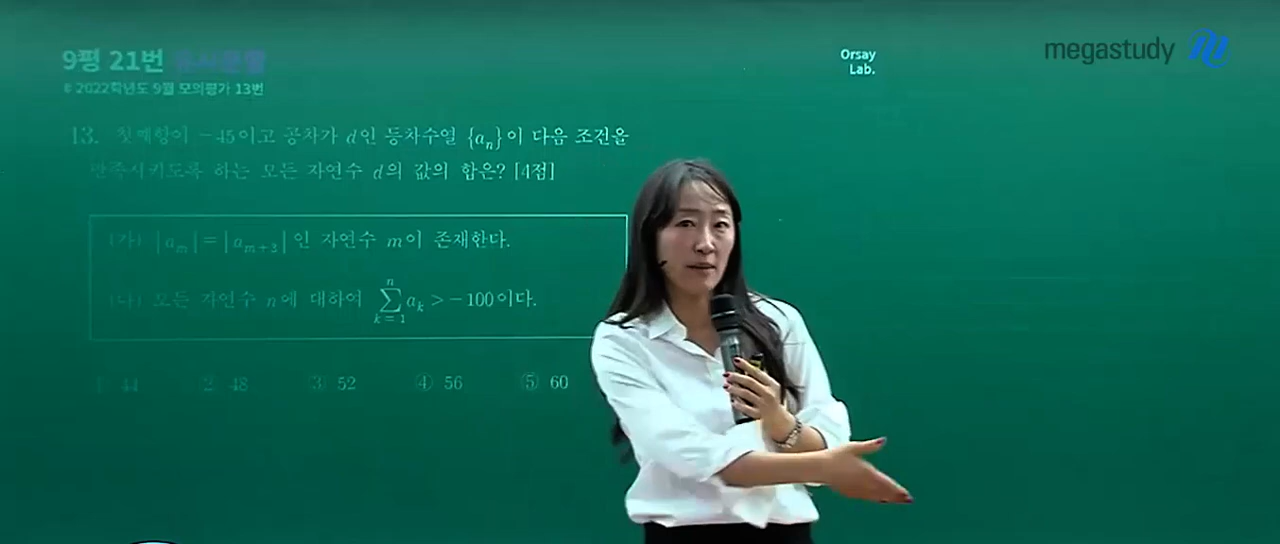 9평 21번 유사문항
# 2022학년도 9월 모의평가 13번
Orsay
Lab.
megastudy
13. 첫째항이 −45이고 공차가 d인 등차수열 {aₙ}이 다음 조건을
만족시키도록 하는 모든 자연수 d의 값의 합은? [4점]
(가) |aₘ| = |aₘ₊₃|인 자연수 m이 존재한다.
(나) 모든 자연수 n에 대하여 ∑ₖ₌₁ⁿ aₖ > −100이다.
① 44 ② 48 ③ 52 ④ 56 ⑤ 60